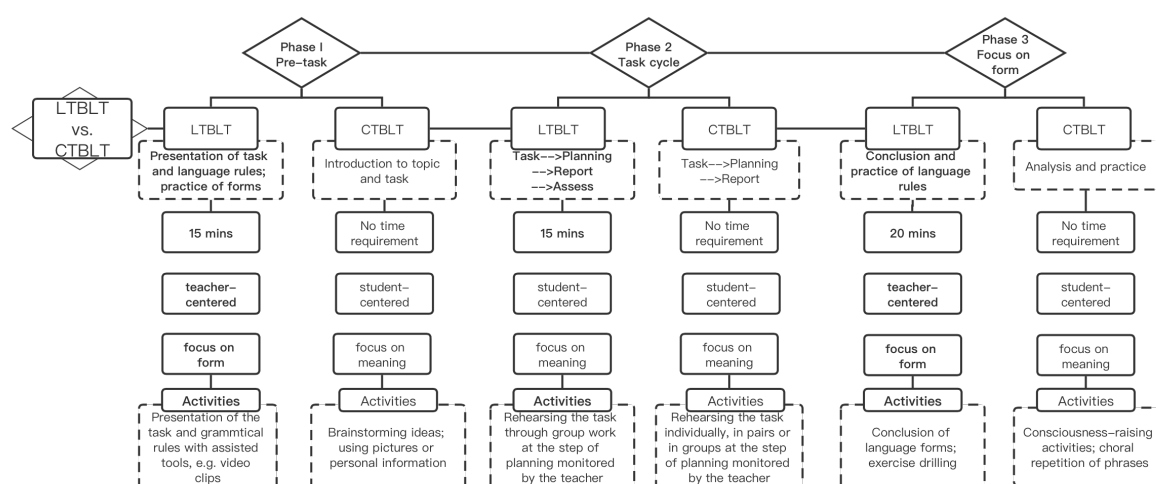 Phase I
Pre-task
Phase 2
Task cycle
Phase 3
Focus on
form
LTBLT
vs.
CTBLT
LTBLT
CTBLT
LTBLT
CTBLT
LTBLT
CTBLT
Presentation of task
and language rules;
practice of forms
Introduction to topic
and task
Task-->Planning
-->Report
-->Assess
Task-->Planning
-->Report
Conclusion and
practice of language
rules
Analysis and practice
15 mins
No time
requirement
15 mins
No time
requirement
20 mins
No time
requirement
teacher-
centered
student-
centered
student-
centered
student-
centered
teacher-
centered
student-
centered
focus on
form
focus on
meaning
focus on
meaning
focus on
meaning
focus on
form
focus on
meaning
Activities
Activities
Activities
Activities
Activities
Activities
Presentation of the
task and grammtical
rules with assisted
tools, e.g. video
clips
Brainstorming ideas;
using pictures or
personal information
Rehearsing the task
through group work
at the step of
planning monitored
by the teacher
Rehearsing the task
individually, in pairs or
in groups at the step
of planning monitored
by the teacher
Conclusion of
language forms;
exercise drilling
Consciousness-raising
activities; choral
repetition of phrases